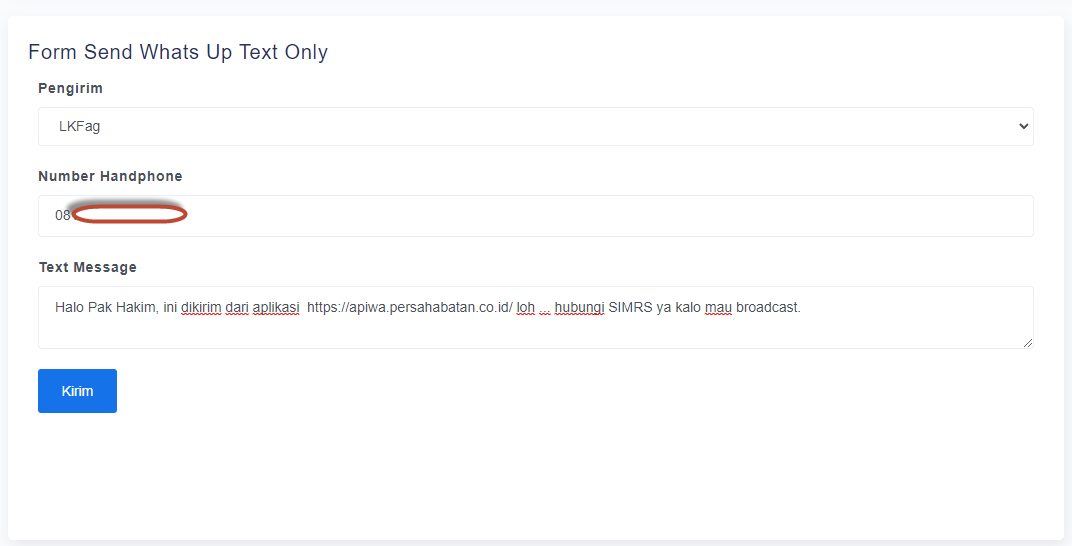 Form Send Whats Up Text Only
Pengirim
LKFag
Number Handphone
08
Text Message
Halo Pak Hakim, ini dikirim dari aplikasi  https://apiwa.persahabatan.co.id/ loh ... hubungi SIMRS ya kalo mau broadcast.
Kirim